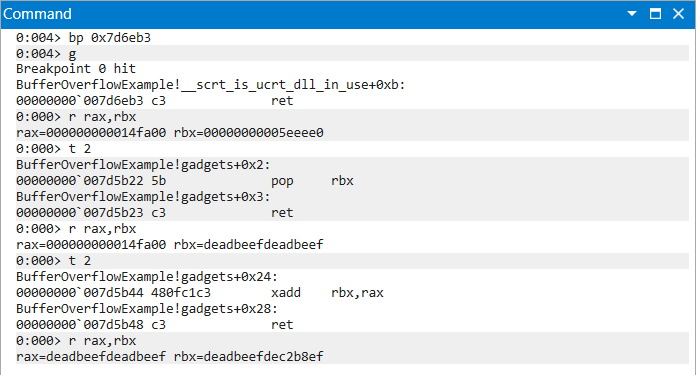 Command
0:004> bp 0x7d6eb3
0:004> g
Breakpoint 0 hit
BufferOverflowExample!__scrt_is_ucrt_dll_in_use+0xb:
00000000`007d6eb3 c3              ret
0:000> r rax,rbx
rax=000000000014fa00 rbx=00000000005eeee0
0:000> t 2
BufferOverflowExample!gadgets+0x2:
00000000`007d5b22 5b              pop     rbx
BufferOverflowExample!gadgets+0x3:
00000000`007d5b23 c3              ret
0:000> r rax,rbx
rax=000000000014fa00 rbx=deadbeefdeadbeef
0:000> t 2
BufferOverflowExample!gadgets+0x24:
00000000`007d5b44 480fc1c3        xadd    rbx,rax
BufferOverflowExample!gadgets+0x28:
00000000`007d5b48 c3              ret
0:000> r rax,rbx
rax=deadbeefdeadbeef rbx=deadbeefdec2b8ef